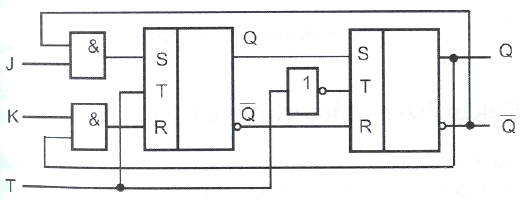 & S Q S Q
J T 1 T
K & R Q̅ R Q̅
T